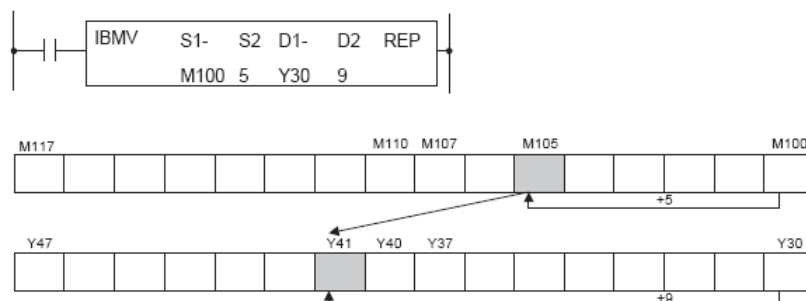 IBMV S1- S2 D1- D2 REP
M100 5 Y30 9
M117 M110 M107 M105 M100
+5
Y47 Y41 Y40 Y37 Y30
+9